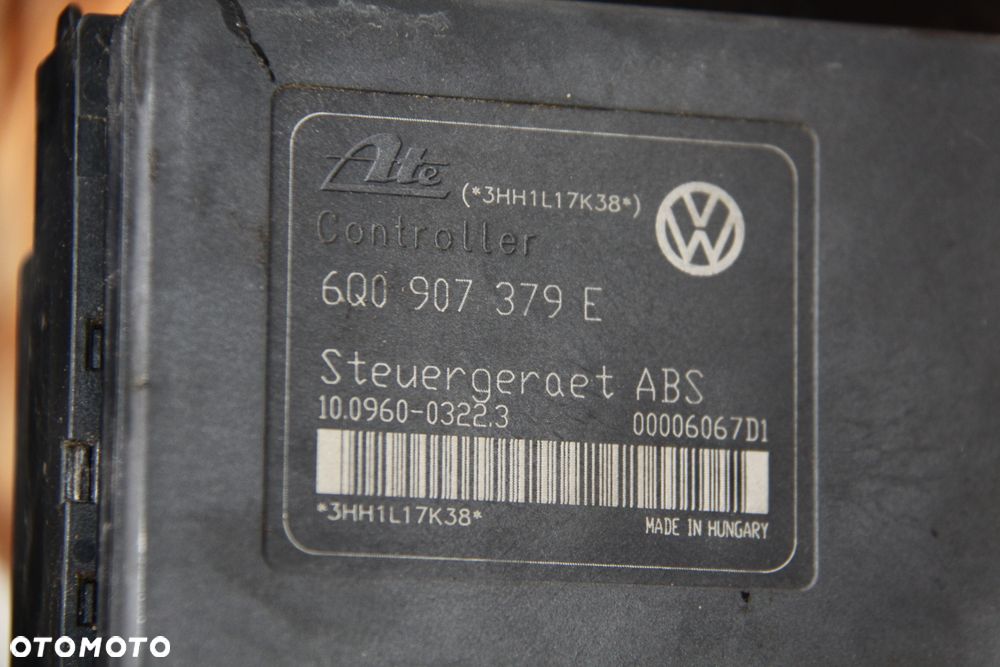 Ate (*3HH1L17K38*)
Controller
6Q0 907 379 E
Steuergeraet ABS
10.0960-0322.3 00006067D1
*3HH1L17K38*
MADE IN HUNGARY
OTOMOTO